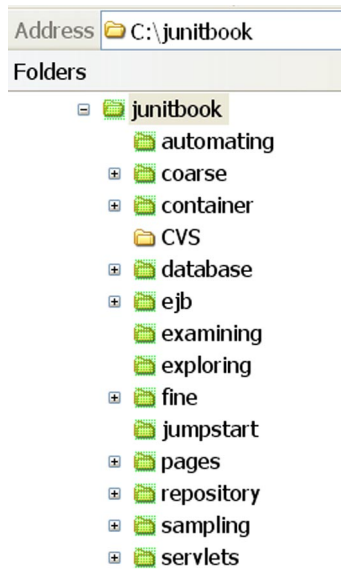 Address C:\junitbook
Folders
junitbook
automating
coarse
container
CVS
database
ejb
examining
exploring
fine
jumpstart
pages
repository
sampling
servlets